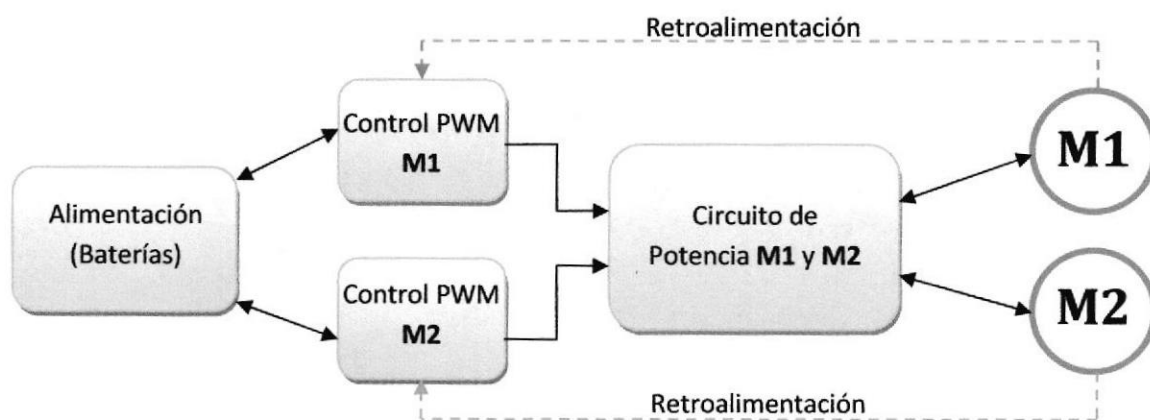 Retroalimentación
Control PWM
M1
M1
Alimentación
(Baterías)
Circuito de
Potencia M1 y M2
Control PWM
M2
M2
Retroalimentación